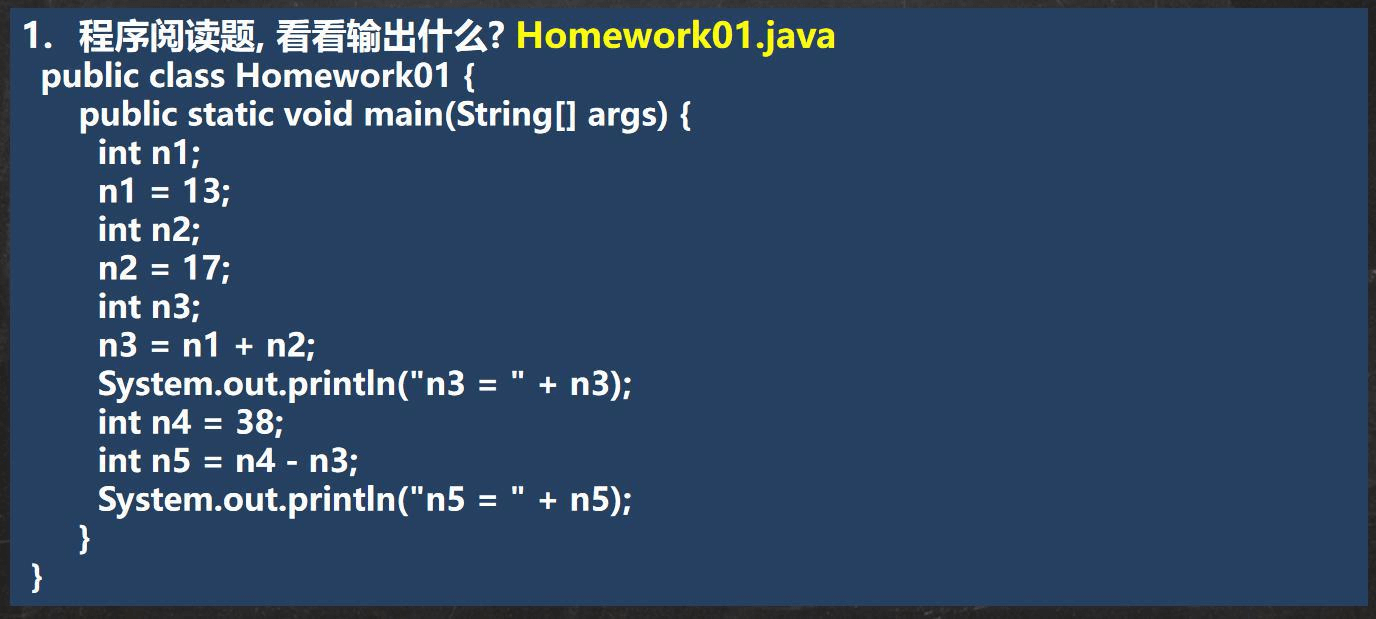 1. 程序阅读题, 看看输出什么? Homework01.java
public class Homework01 {
public static void main(String[] args) {
int n1;
n1 = 13;
int n2;
n2 = 17;
int n3;
n3 = n1 + n2;
System.out.println("n3 = " + n3);
int n4 = 38;
int n5 = n4 - n3;
System.out.println("n5 = " + n5);
}
}